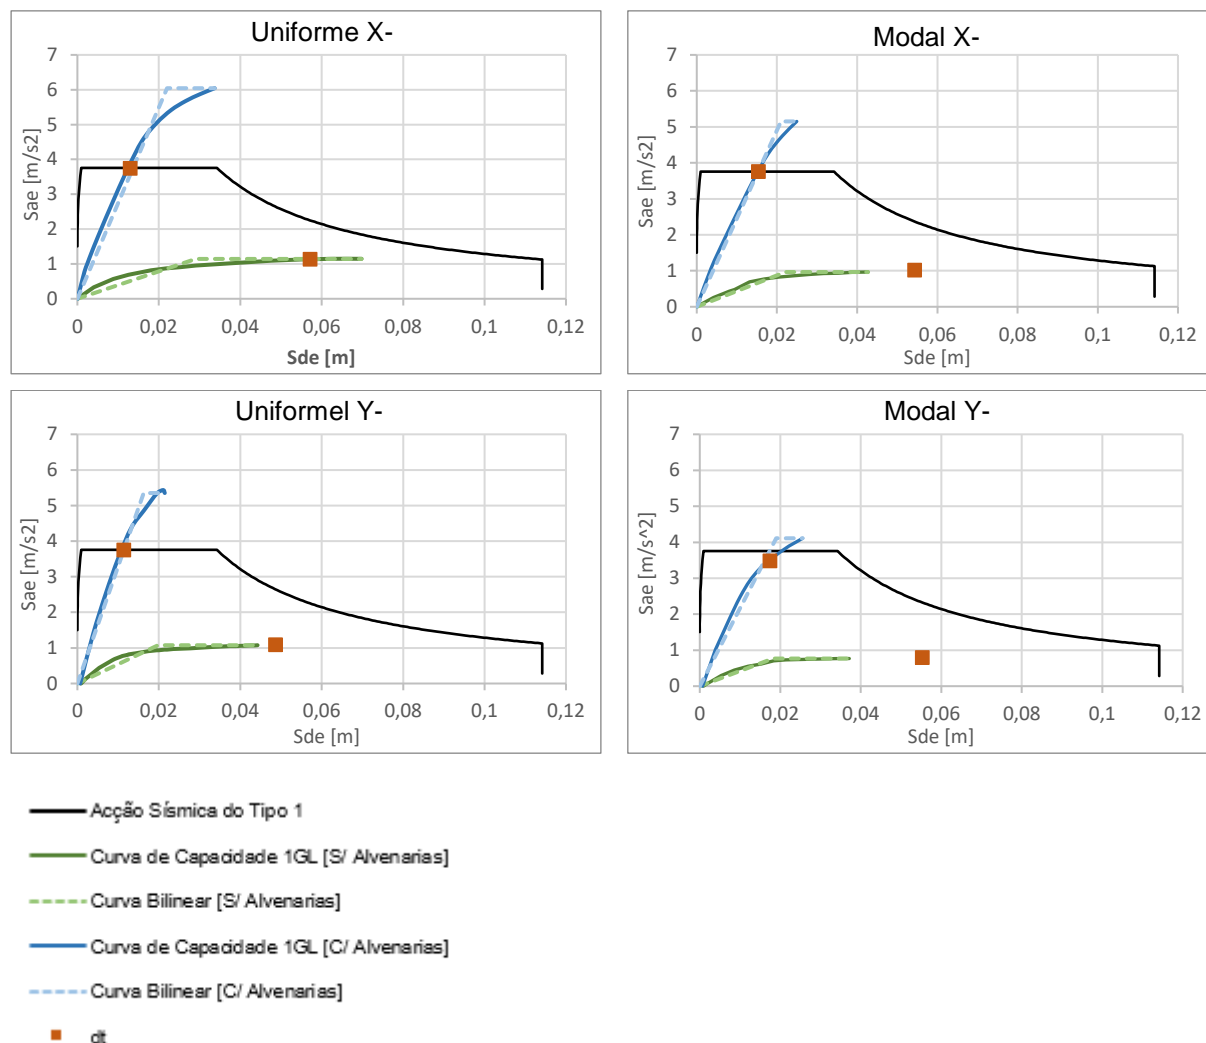 Uniforme X-
7
6
5
4
3
2
1
0
Sae [m/s2]
0 0,02 0,04 0,06 0,08 0,1 0,12
Sde [m]
Modal X-
7
6
5
4
3
2
1
0
Sae [m/s2]
0 0,02 0,04 0,06 0,08 0,1 0,12
Sde [m]
Uniformel Y-
7
6
5
4
3
2
1
0
Sae [m/s2]
0 0,02 0,04 0,06 0,08 0,1 0,12
Sde [m]
Modal Y-
7
6
5
4
3
2
1
0
Sae [m/s^2]
0 0,02 0,04 0,06 0,08 0,1 0,12
Sde [m]
Acção Sísmica do Tipo 1
Curva de Capacidade 1GL [S/ Alvenarias]
Curva Bilinear [S/ Alvenarias]
Curva de Capacidade 1GL [C/ Alvenarias]
Curva Bilinear [C/ Alvenarias]
dt